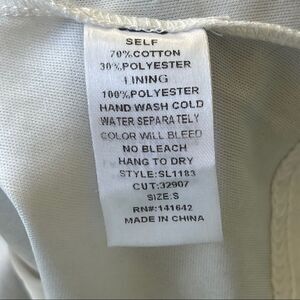 SELF
70%COTTON
30%POLYESTER
LINING
100%POLYESTER
HAND WASH COLD
WATER SEPARATELY
COLOR WILL BLEED
NO BLEACH
HANG TO DRY
STYLE:SL1183
CUT:32907
SIZE:S
RN#:141642
MADE IN CHINA